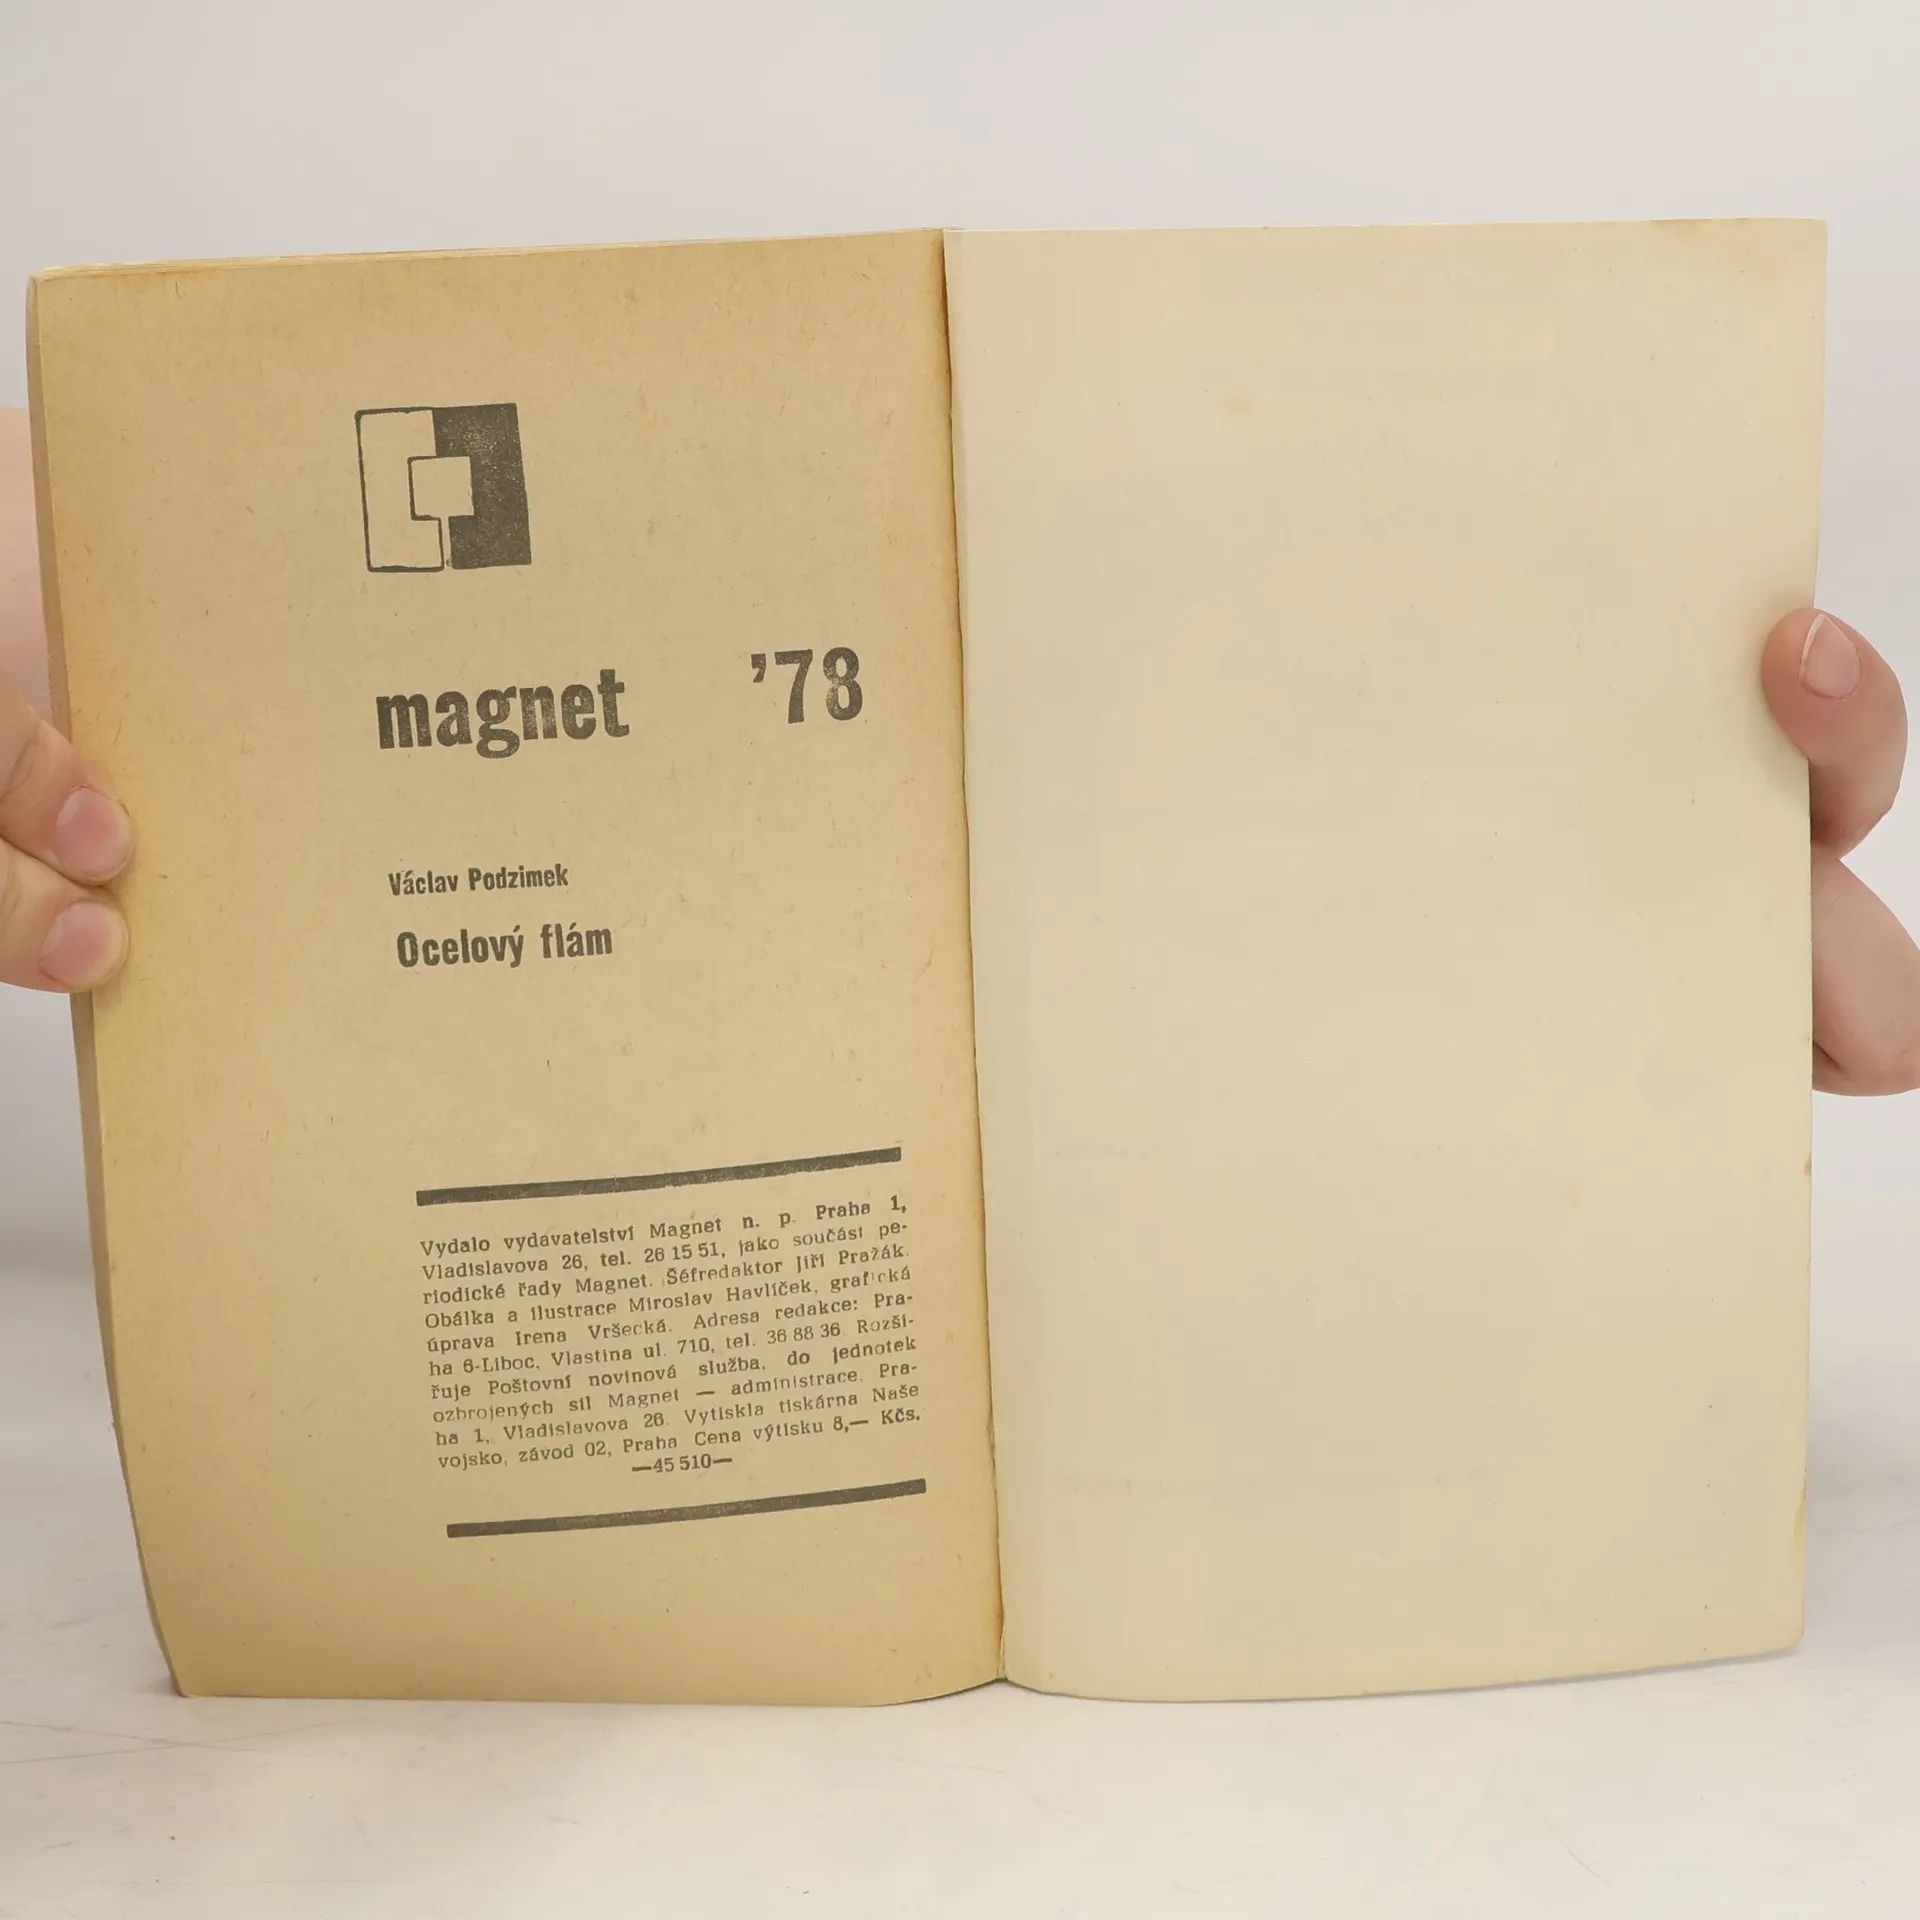 magnet '78
Václav Podzimek
Ocelový flám
Vydalo vydavatelství Magnet n. p. Praha 1,
Vladislavova 26, tel. 26 15 51, jako součást pe-
riodické řady Magnet. Šéfredaktor Jiří Pražák.
Obálka a ilustrace Miroslav Havlíček, grafická
úprava Irena Vršecká. Adresa redakce: Pra-
ha 6-Liboc, Vlastina ul. 710, tel. 36 88 36. Rozši-
řuje Poštovní novinová služba, do jednotek
ozbrojených sil Magnet — administrace, Pra-
ha 1, Vladislavova 26. Vytiskla tiskárna Naše
vojsko, závod 02, Praha Cena výtisku 8,— Kčs.
—45 510—